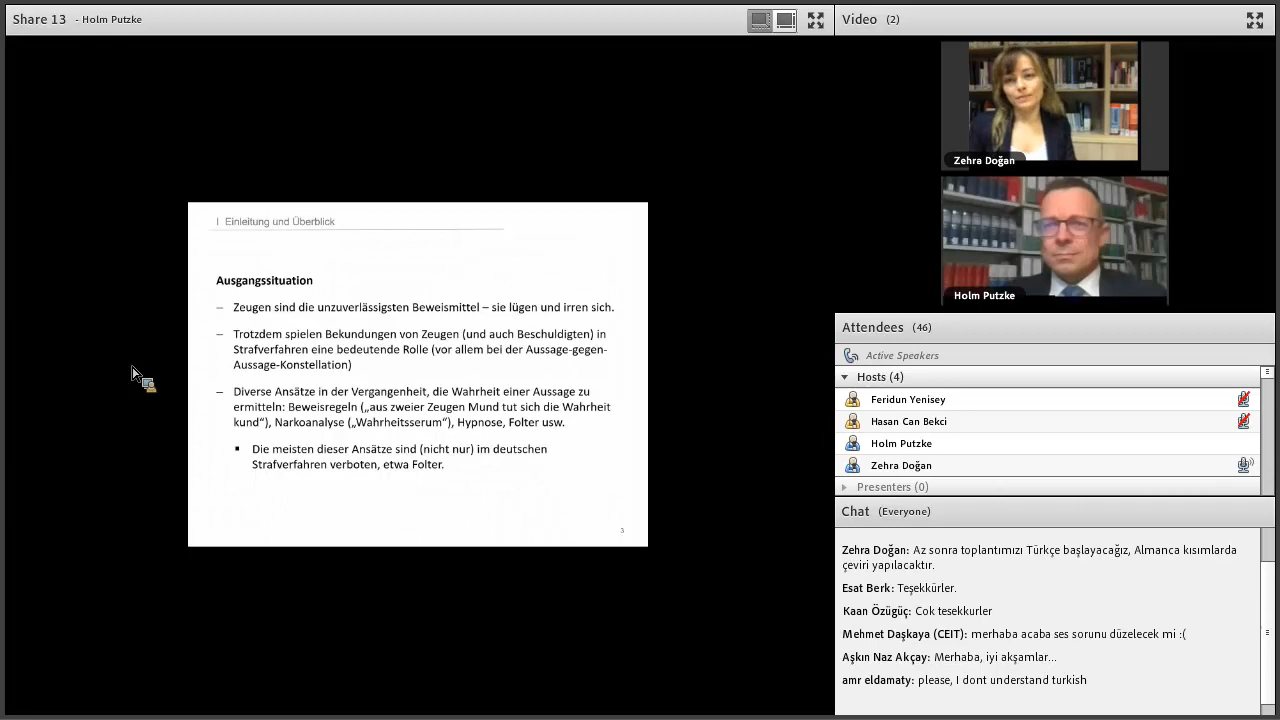 Share 13 - Holm Putzke
I Einleitung und Überblick
Ausgangssituation
– Zeugen sind die unzuverlässigsten Beweismittel – sie lügen und irren sich.
– Trotzdem spielen Bekundungen von Zeugen (und auch Beschuldigten) in
Strafverfahren eine bedeutende Rolle (vor allem bei der Aussage-gegen-
Aussage-Konstellation)
– Diverse Ansätze in der Vergangenheit, die Wahrheit einer Aussage zu
ermitteln: Beweisregeln („aus zweier Zeugen Mund tut sich die Wahrheit
kund“), Narkoanalyse („Wahrheitsserum“), Hypnose, Folter usw.
▪ Die meisten dieser Ansätze sind (nicht nur) im deutschen
Strafverfahren verboten, etwa Folter.
3
Video (2)
Zehra Doğan
Holm Putzke
Attendees (46)
Active Speakers
Hosts (4)
Feridun Yenisey
Hasan Can Bekci
Holm Putzke
Zehra Doğan
Presenters (0)
Chat (Everyone)
Zehra Doğan: Az sonra toplantımızı Türkçe başlayacağız, Almanca kısımlarda
çeviri yapılacaktır.
Esat Berk: Teşekkürler.
Kaan Özügüç: Cok tesekkurler
Mehmet Daşkaya (CEIT): merhaba acaba ses sorunu düzelecek mi :(
Aşkın Naz Akçay: Merhaba, iyi akşamlar...
amr eldamaty: please, I dont understand turkish